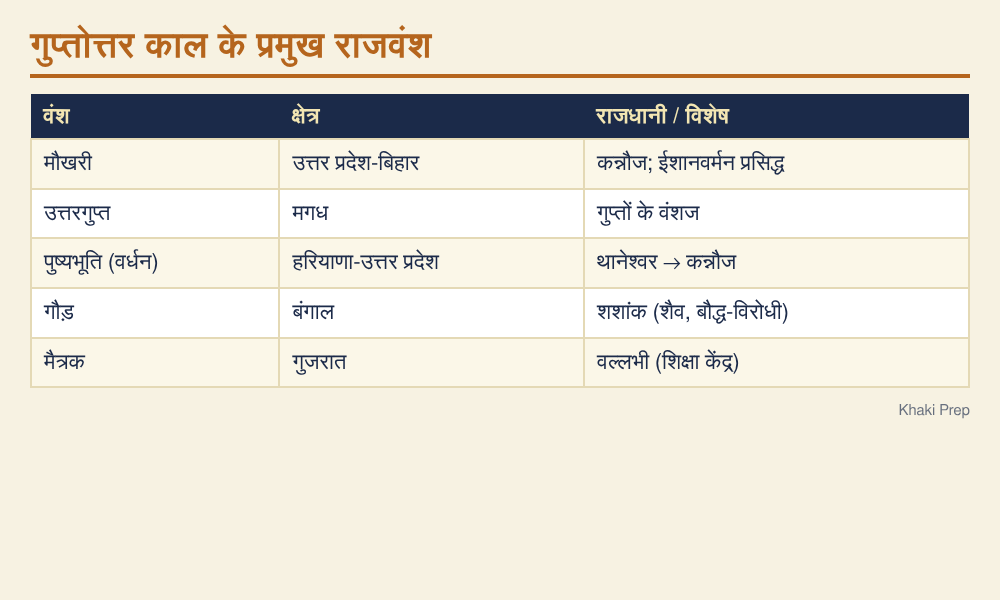 गुप्तोत्तर काल के प्रमुख राजवंश
वंश क्षेत्र राजधानी / विशेष
मौखरी उत्तर प्रदेश-बिहार कन्नौज; ईशानवर्मन प्रसिद्ध
उत्तरगुप्त मगध गुप्तों के वंशज
पुष्यभूति (वर्धन) हरियाणा-उत्तर प्रदेश थानेश्वर → कन्नौज
गौड़ बंगाल शशांक (शैव, बौद्ध-विरोधी)
मैत्रक गुजरात वल्लभी (शिक्षा केंद्र)
Khaki Prep